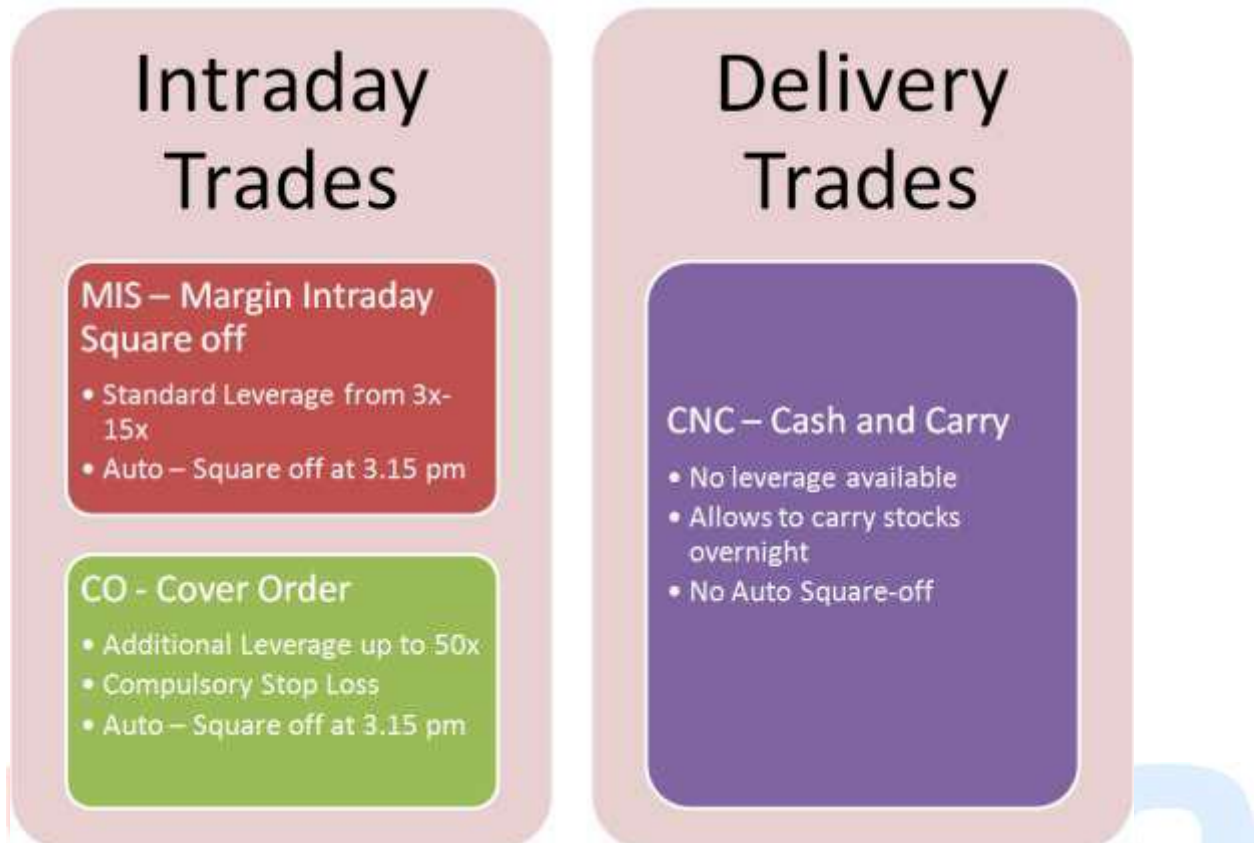 Intraday
Trades
MIS – Margin Intraday
Square off
• Standard Leverage from 3x-
15x
• Auto – Square off at 3.15 pm
CO - Cover Order
• Additional Leverage up to 50x
• Compulsory Stop Loss
• Auto – Square off at 3.15 pm
Delivery
Trades
CNC – Cash and Carry
• No leverage available
• Allows to carry stocks
overnight
• No Auto Square-off